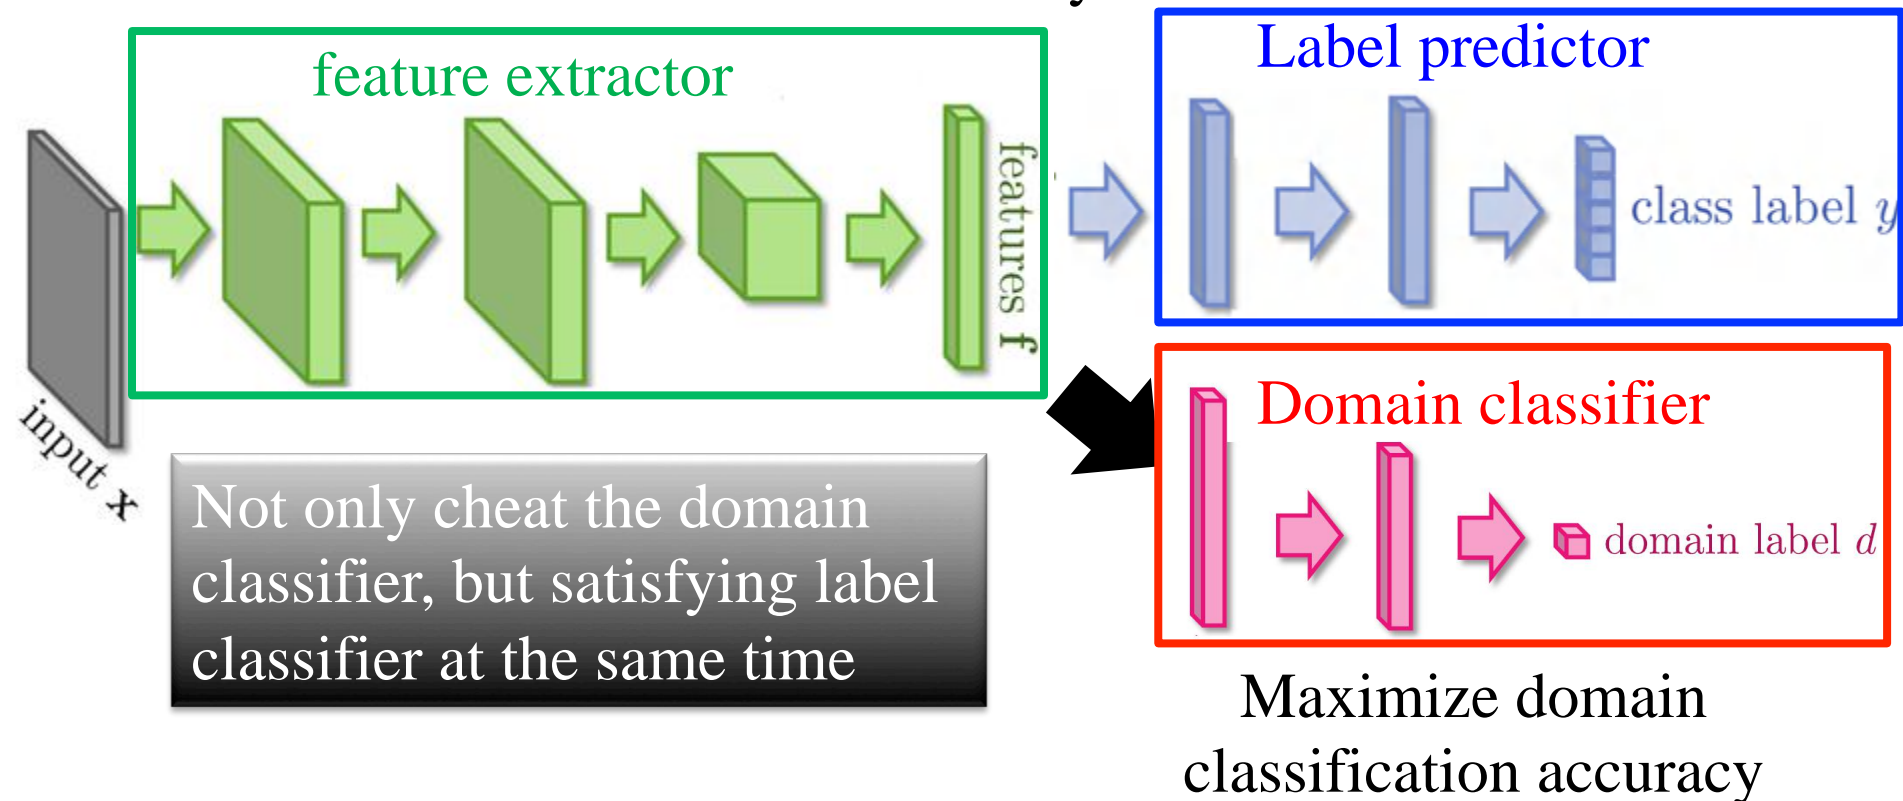 feature extractor
Label predictor
features f
class label y
input x
Domain classifier
domain label d
Not only cheat the domain
classifier, but satisfying label
classifier at the same time
Maximize domain
classification accuracy